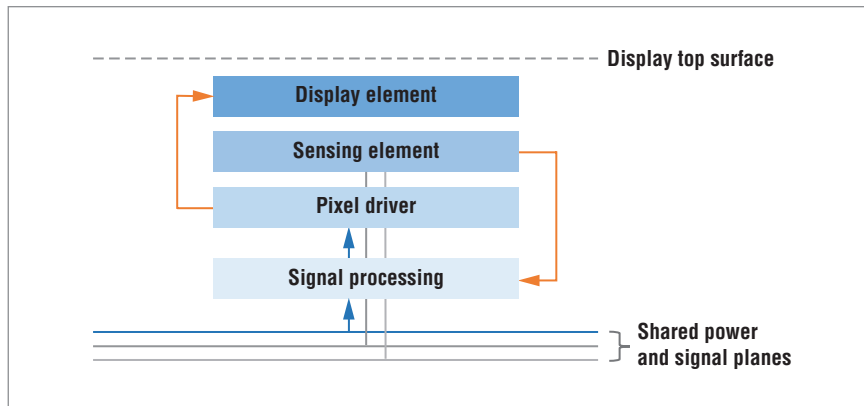 Display top surface
Display element
Sensing element
Pixel driver
Signal processing
Shared power
and signal planes